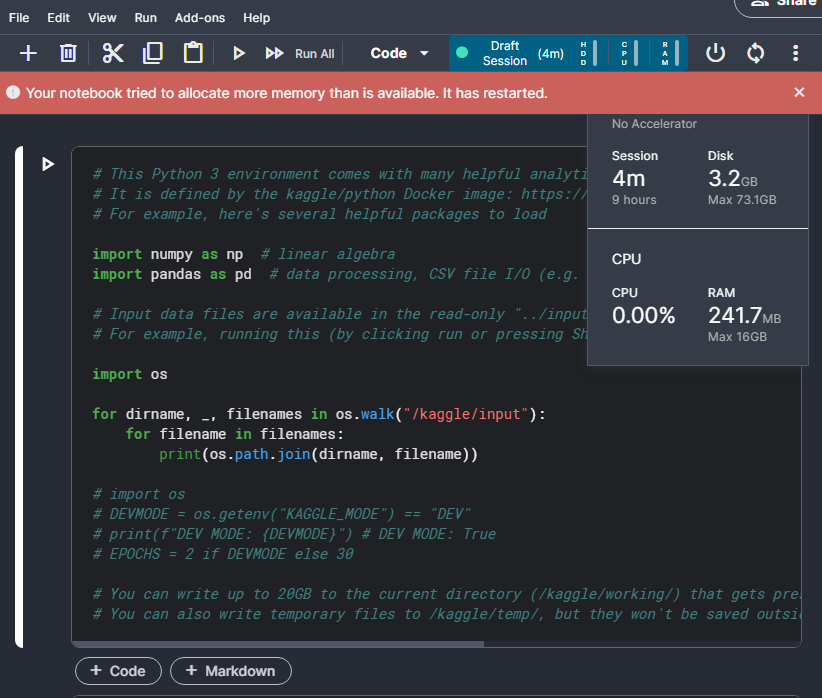 Share
File Edit View Run Add-ons Help
Run All Code Draft Session (4m) HDD CPU RAM
Your notebook tried to allocate more memory than is available. It has restarted.
No Accelerator
Session Disk
4m 3.2GB
9 hours Max 73.1GB
CPU
CPU RAM
0.00% 241.7MB
Max 16GB
# This Python 3 environment comes with many helpful analyti
# It is defined by the kaggle/python Docker image: https://
# For example, here's several helpful packages to load
import numpy as np  # linear algebra
import pandas as pd  # data processing, CSV file I/O (e.g.
# Input data files are available in the read-only "../input
# For example, running this (by clicking run or pressing Sh
import os
for dirname, _, filenames in os.walk("/kaggle/input"):
    for filename in filenames:
        print(os.path.join(dirname, filename))
# import os
# DEVMODE = os.getenv("KAGGLE_MODE") == "DEV"
# print(f"DEV MODE: {DEVMODE}") # DEV MODE: True
# EPOCHS = 2 if DEVMODE else 30
# You can write up to 20GB to the current directory (/kaggle/working/) that gets pres
# You can also write temporary files to /kaggle/temp/, but they won't be saved outsid
+ Code + Markdown